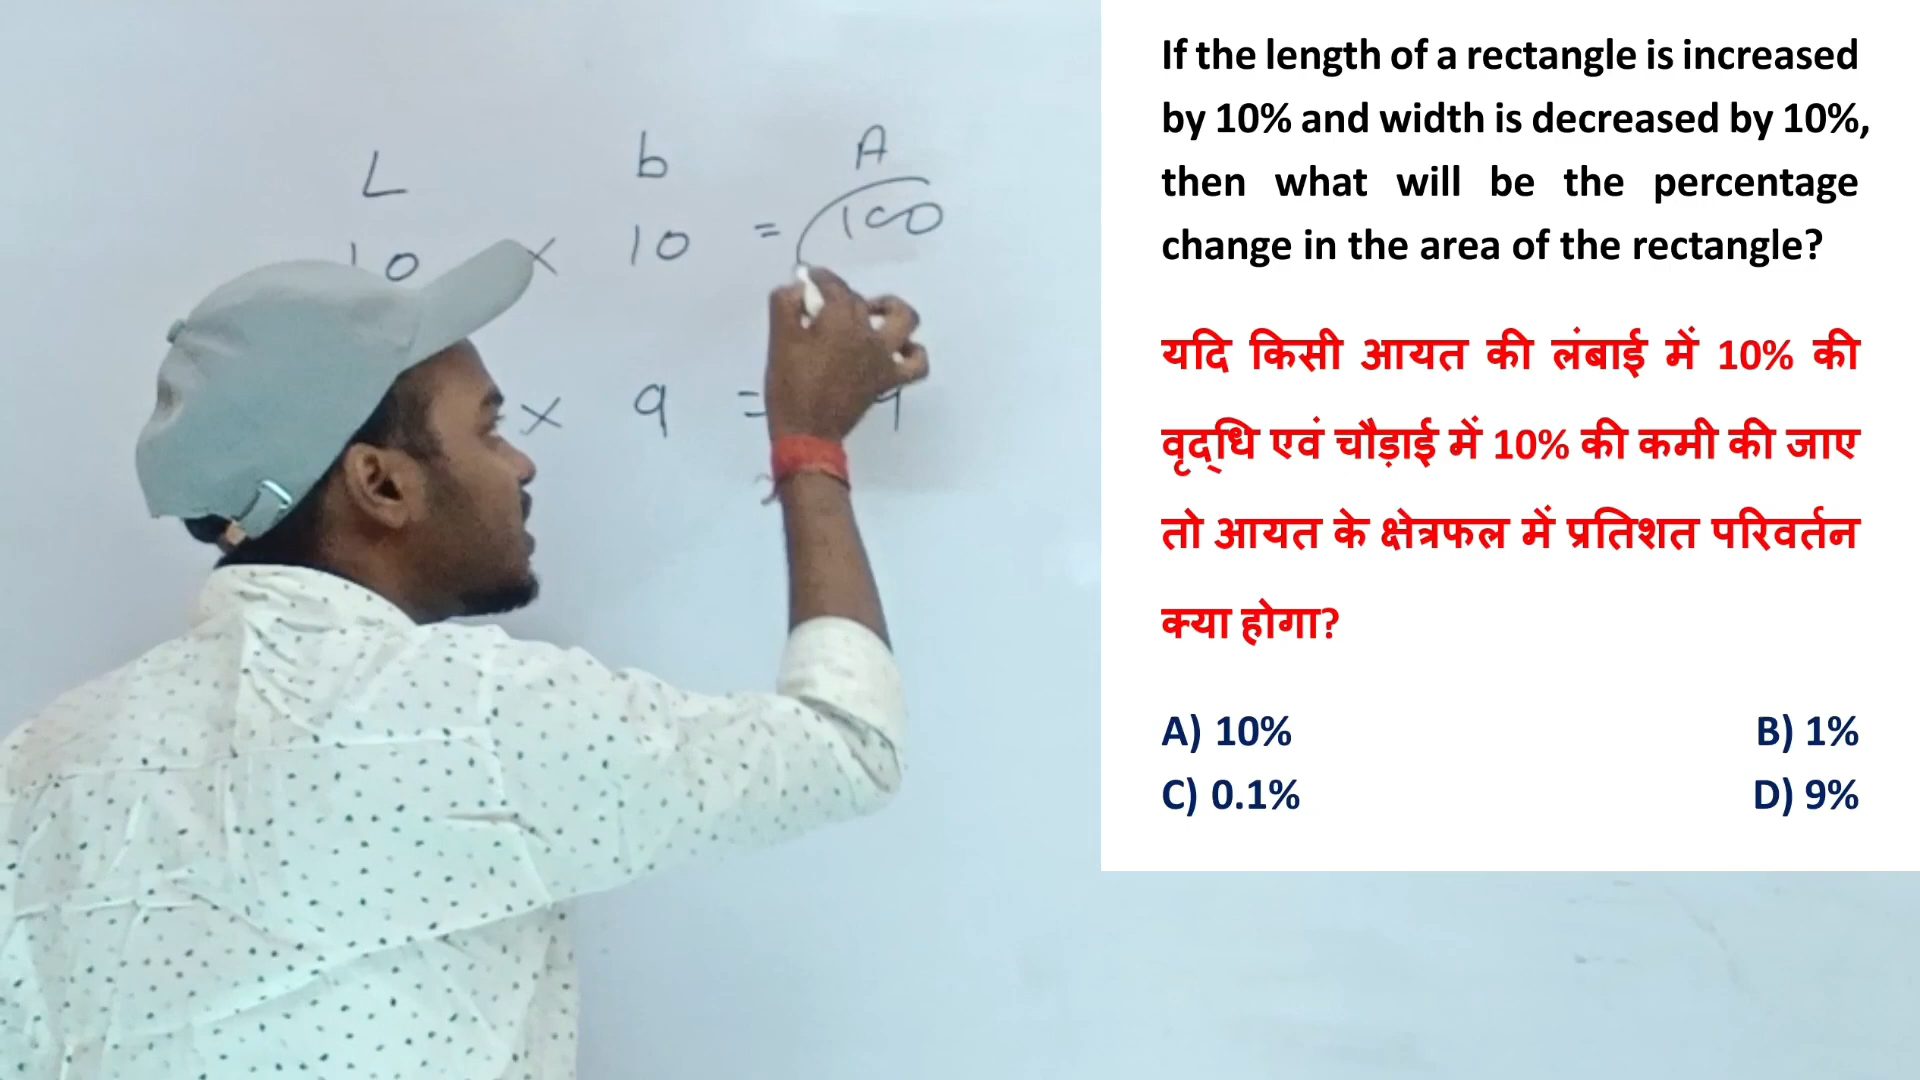 L b A
10 × 10 = 100
× 9 = 9
If the length of a rectangle is increased
by 10% and width is decreased by 10%,
then what will be the percentage
change in the area of the rectangle?
यदि किसी आयत की लंबाई में 10% की
वृद्धि एवं चौड़ाई में 10% की कमी की जाए
तो आयत के क्षेत्रफल में प्रतिशत परिवर्तन
क्या होगा?
A) 10% B) 1%
C) 0.1% D) 9%